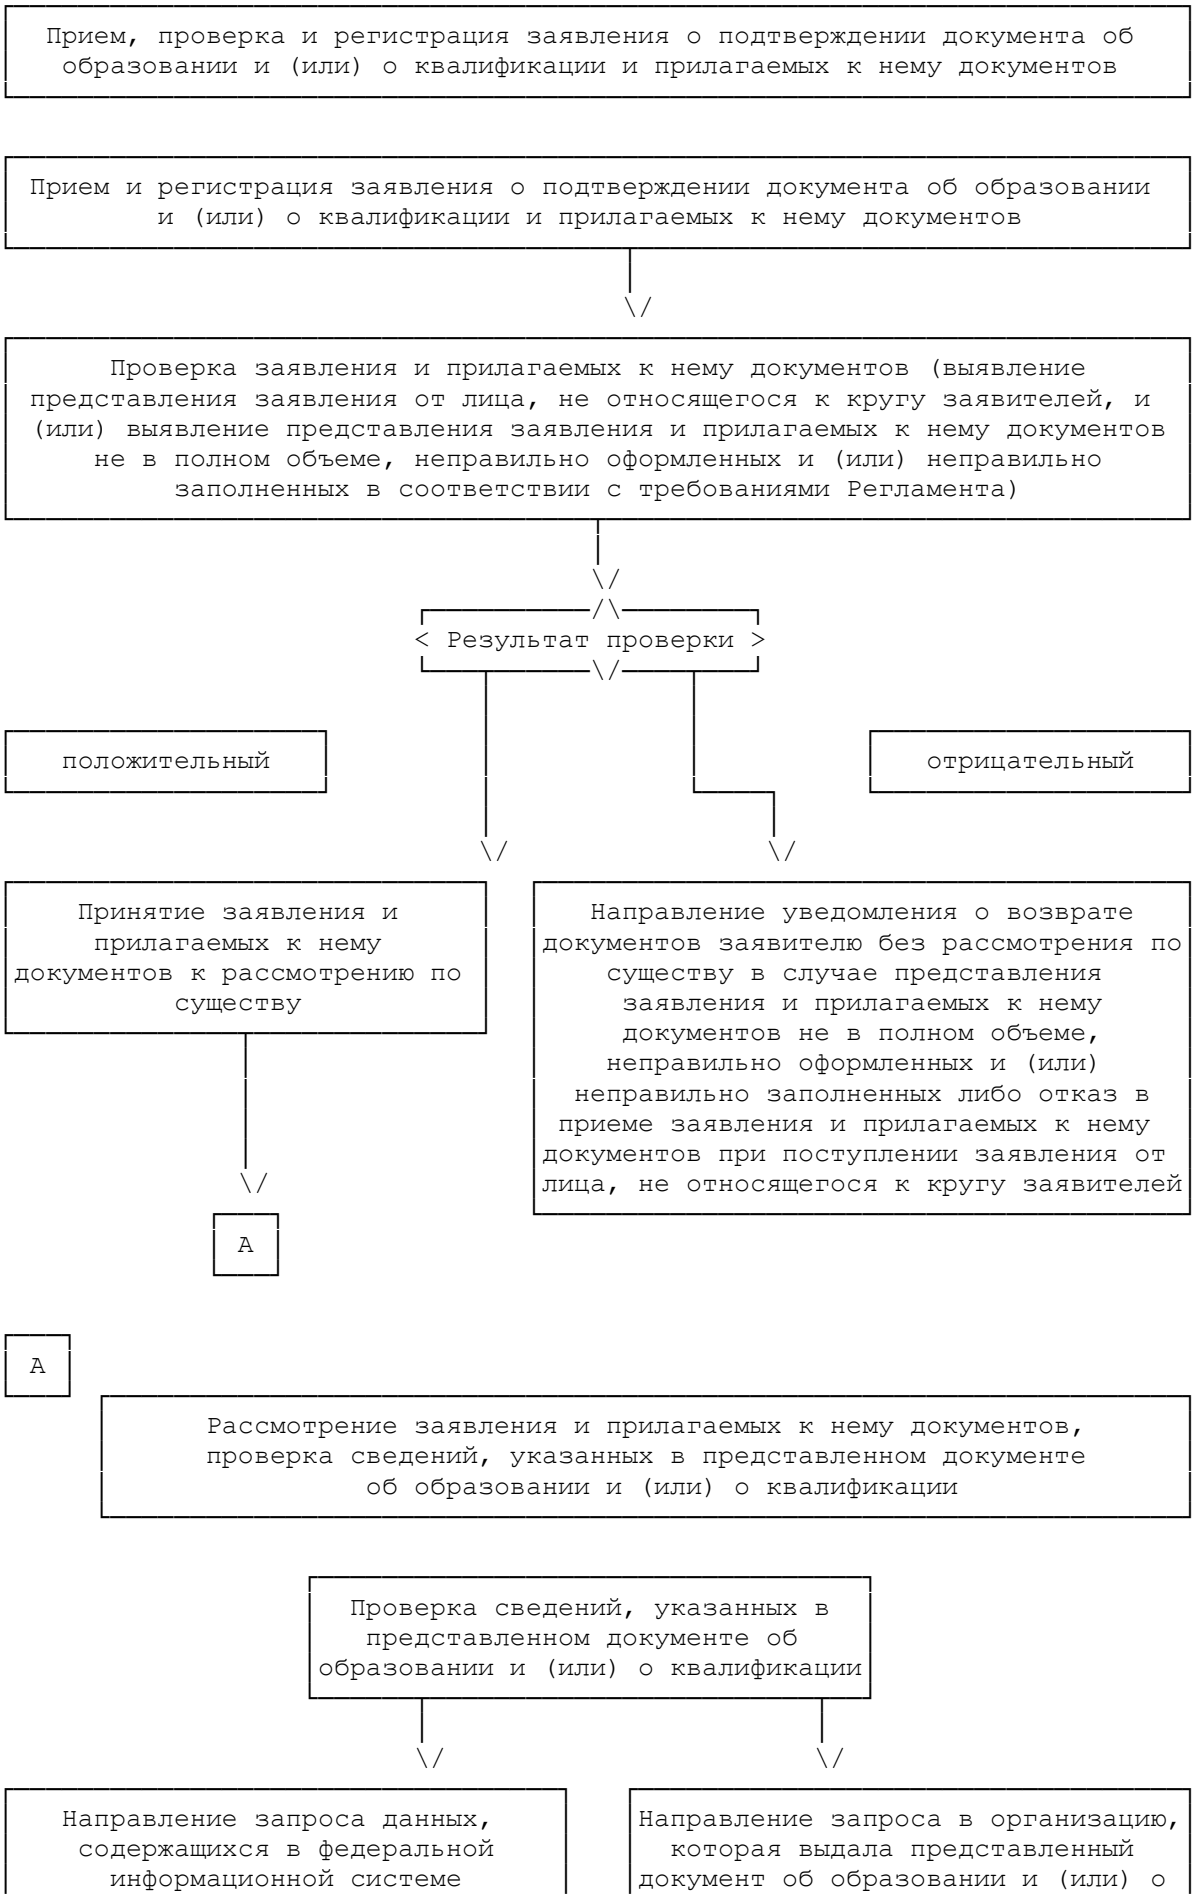 Прием, проверка и регистрация заявления о подтверждении документа об
образовании и (или) о квалификации и прилагаемых к нему документов
Прием и регистрация заявления о подтверждении документа об образовании
и (или) о квалификации и прилагаемых к нему документов
Проверка заявления и прилагаемых к нему документов (выявление
представления заявления от лица, не относящегося к кругу заявителей, и
(или) выявление представления заявления и прилагаемых к нему документов
не в полном объеме, неправильно оформленных и (или) неправильно
заполненных в соответствии с требованиями Регламента)
< Результат проверки >
положительный
отрицательный
Принятие заявления и
прилагаемых к нему
документов к рассмотрению по
существу
Направление уведомления о возврате
документов заявителю без рассмотрения по
существу в случае представления
заявления и прилагаемых к нему
документов не в полном объеме,
неправильно оформленных и (или)
неправильно заполненных либо отказ в
приеме заявления и прилагаемых к нему
документов при поступлении заявления от
лица, не относящегося к кругу заявителей
А
А
Рассмотрение заявления и прилагаемых к нему документов,
проверка сведений, указанных в представленном документе
об образовании и (или) о квалификации
Проверка сведений, указанных в
представленном документе об
образовании и (или) о квалификации
Направление запроса данных,
содержащихся в федеральной
информационной системе
Направление запроса в организацию,
которая выдала представленный
документ об образовании и (или) о